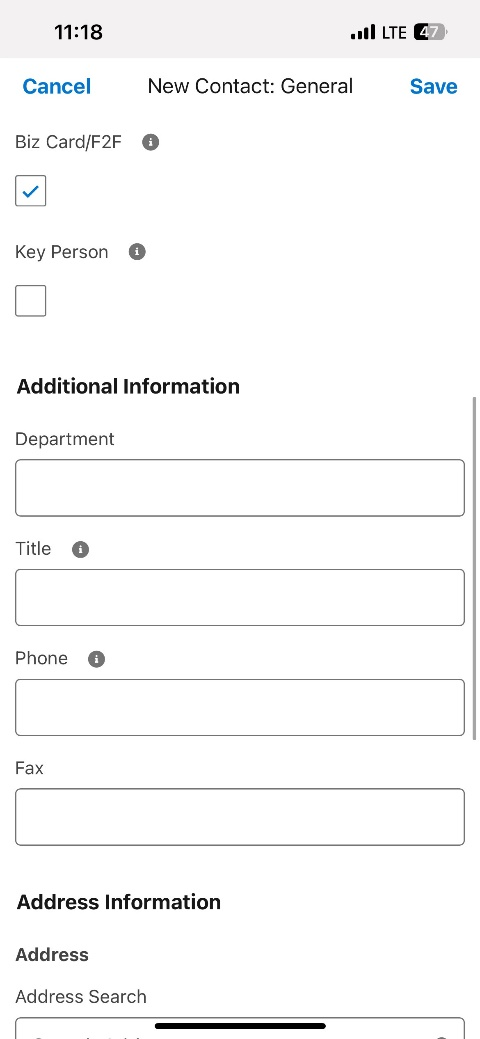 11:18 LTE 47
Cancel New Contact: General Save
Biz Card/F2F
Key Person
Additional Information
Department
Title
Phone
Fax
Address Information
Address
Address Search